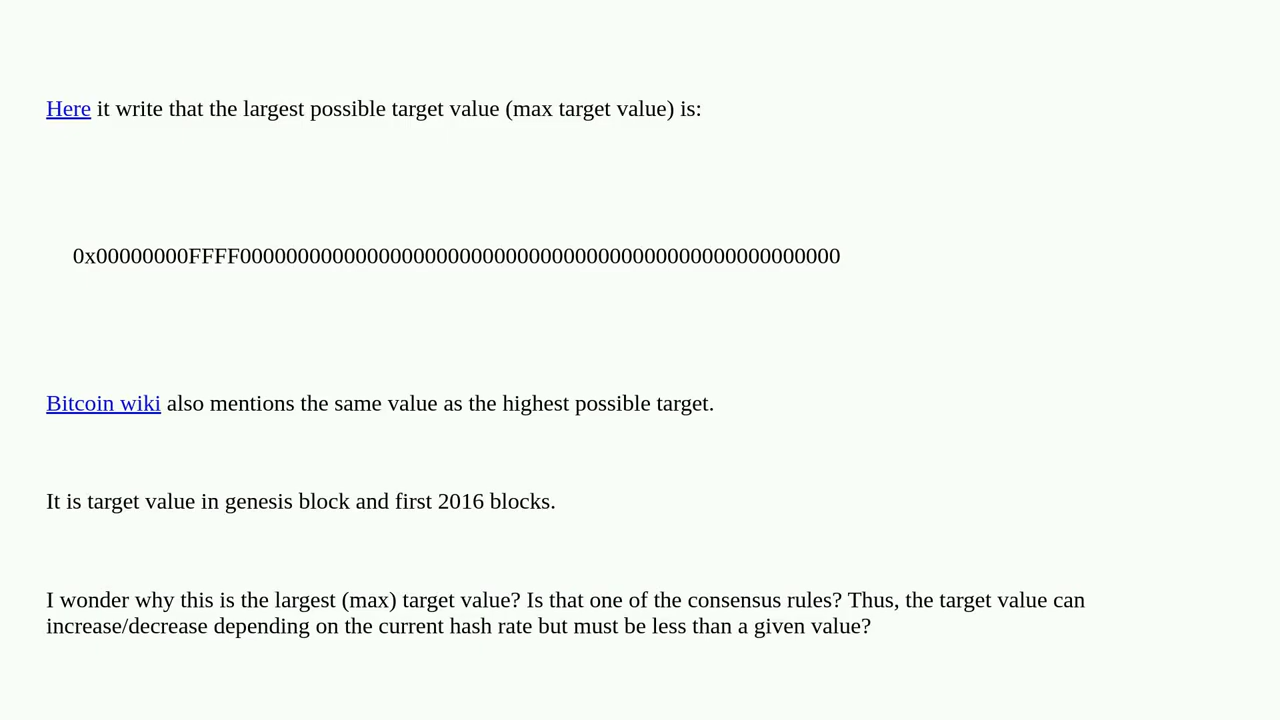 Here it write that the largest possible target value (max target value) is:
0x00000000FFFF0000000000000000000000000000000000000000000000000000
Bitcoin wiki also mentions the same value as the highest possible target.
It is target value in genesis block and first 2016 blocks.
I wonder why this is the largest (max) target value? Is that one of the consensus rules? Thus, the target value can
increase/decrease depending on the current hash rate but must be less than a given value?